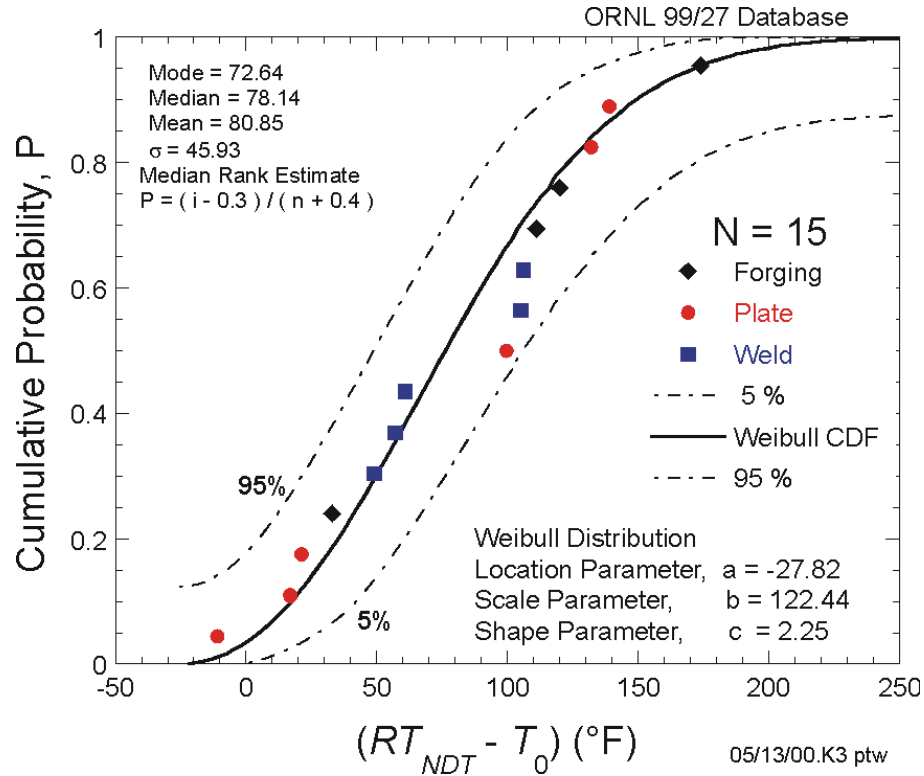 ORNL 99/27 Database
Mode = 72.64
Median = 78.14
Mean = 80.85
σ = 45.93
Median Rank Estimate
P = ( i - 0.3 ) / ( n + 0.4 )
Cumulative Probability, P
1
0.8
0.6
0.4
0.2
0
N = 15
Forging
Plate
Weld
5 %
Weibull CDF
95 %
95%
5%
Weibull Distribution
Location Parameter, a = -27.82
Scale Parameter, b = 122.44
Shape Parameter, c = 2.25
-50 0 50 100 150 200 250
(RT_NDT - T_0) (°F)
05/13/00.K3 ptw